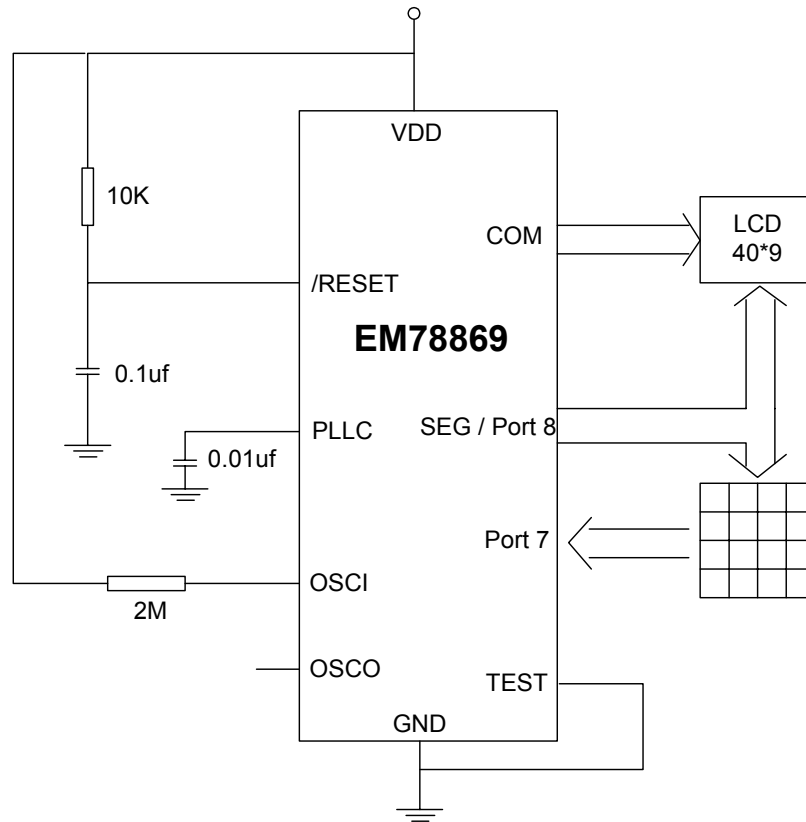 VDD
10K
COM
LCD
40*9
/RESET
EM78869
0.1uf
PLLC
SEG / Port 8
0.01uf
Port 7
OSCI
2M
OSCO
TEST
GND